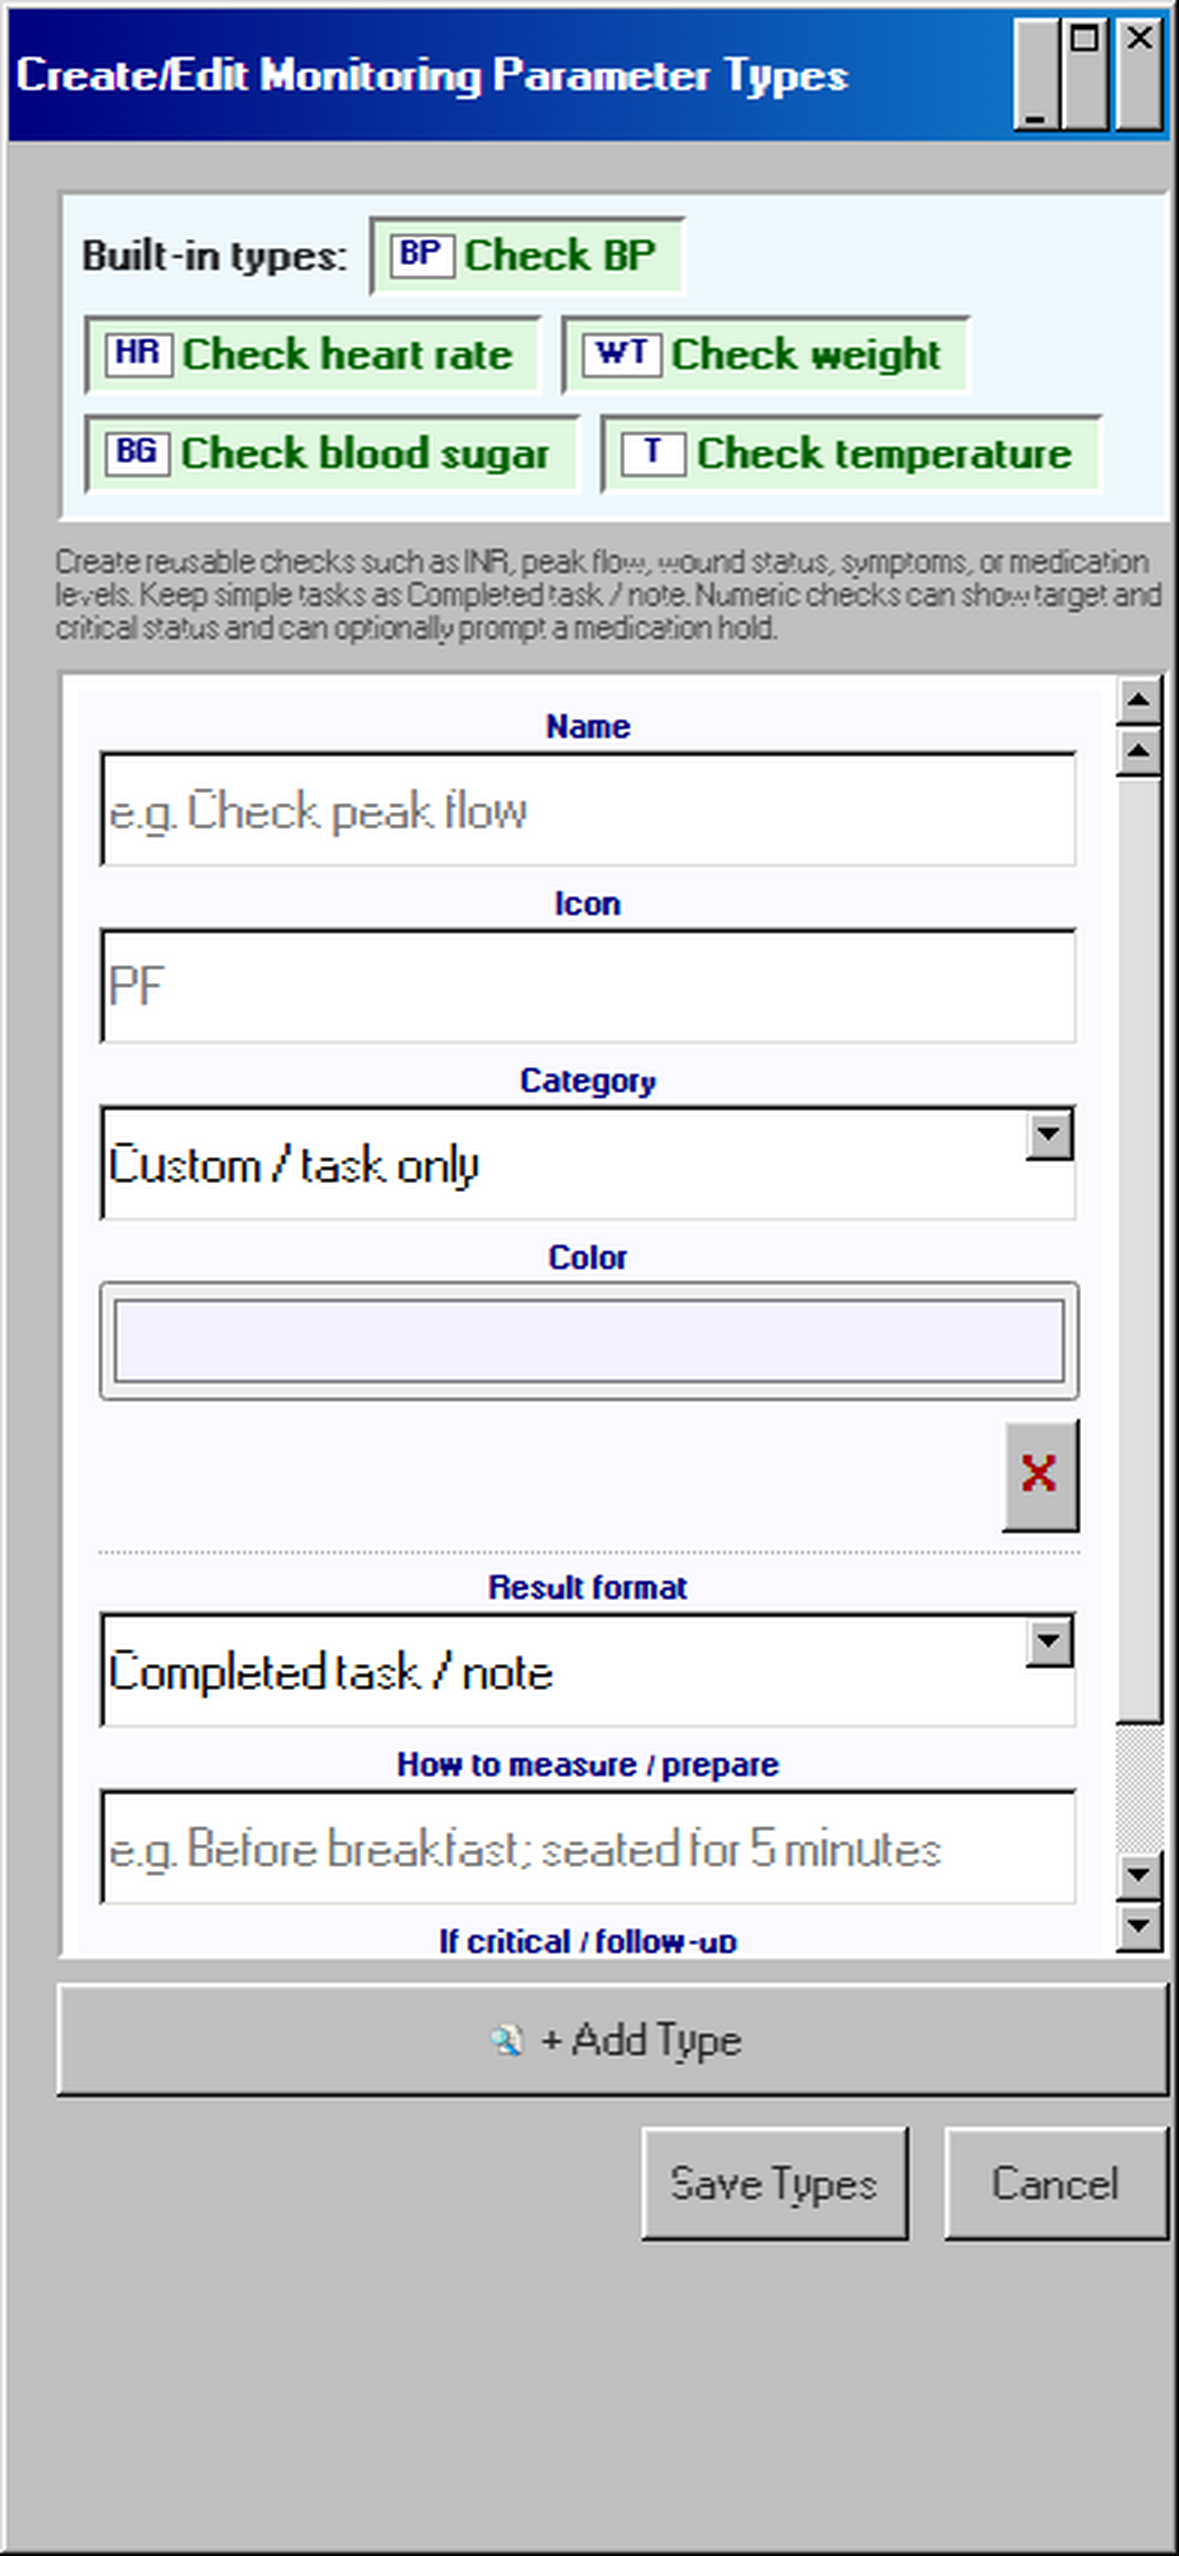 Create/Edit Monitoring Parameter Types
Built-in types: BP Check BP
HR Check heart rate WT Check weight
BG Check blood sugar T Check temperature
Create reusable checks such as INR, peak flow, wound status, symptoms, or medication
levels. Keep simple tasks as Completed task / note. Numeric checks can show target and
critical status and can optionally prompt a medication hold.
Name
e.g. Check peak flow
Icon
PF
Category
Custom / task only
Color
X
Result format
Completed task / note
How to measure / prepare
e.g. Before breakfast; seated for 5 minutes
If critical / follow-up
+ Add Type
Save Types Cancel